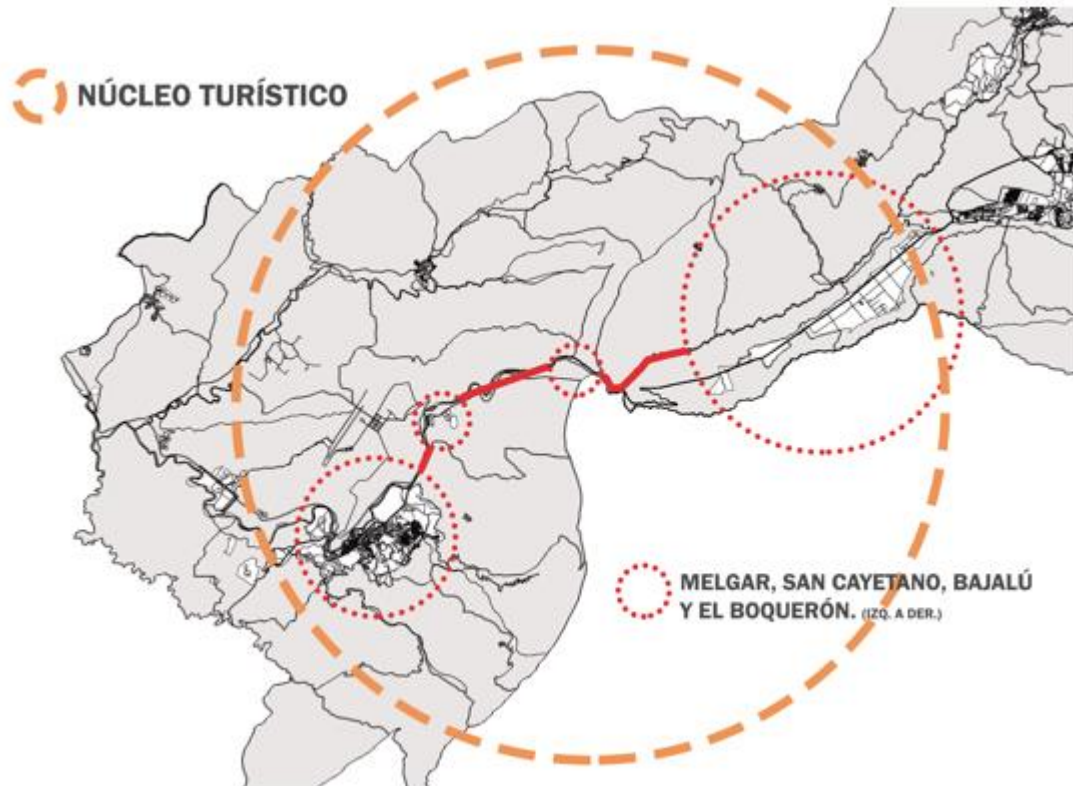 NÚCLEO TURÍSTICO
MELGAR, SAN CAYETANO, BAJALÚ
Y EL BOQUERÓN. (IZQ. A DER.)